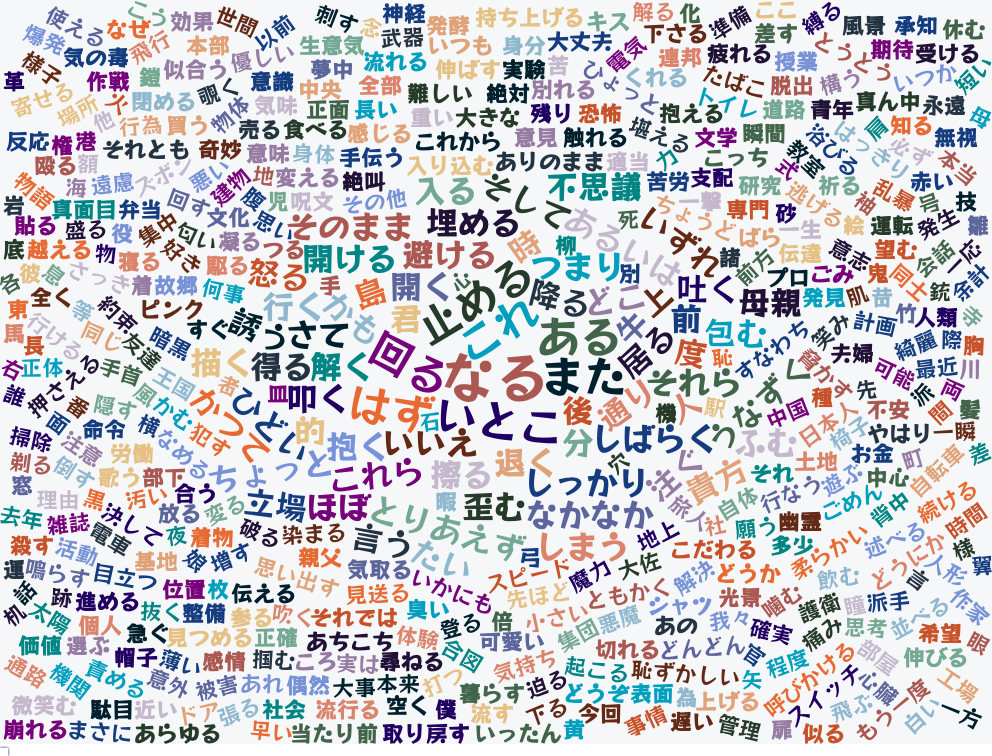 使える なぜ こう 効果 世間 以前 刺す 念 神経 発酵 持ち上げる キス 解る 化 下さる 準備 ここ 縛る 風景 承知 休む
爆発 気の毒 飛行 本部 優しい 生意気 武器 いつも 身分 大丈夫 電気 差す とうとう 期待 受ける
様子 鐘 似合う 夢中 流れる 伸ばす 実験 苦 ひょっと くれる 連邦 疲れる 授業 いつか 短い
革 作戦 意識 中央 全部 難しい 絶対 別れる たばこ 脱出 構う
寄せる 場所 他 閉める 覗く 物体 気味 正面 長い 重い 大きな 残り 恐怖 抱える トイレ 道路 青年 真ん中 永遠 母
行為 買う 売る 食べる 感じる これから 意見 触れる 堪える 文学 瞬間 浴びる はっきり 肩 知る 無視
反応 権 港 それとも 奇妙 意味 身体 手伝う 入り込む ありのまま 適当 力 こっち 教室 必ず 本当
殴る 額 スポン 悪い 建物 地 変える 絶叫 入る そして 不思議 苦労 支配 研究 式 逃げる 祈る 袖 乱暴 赤い
物語 海 遠慮 回す 文化 腹 児 呪文 その他 一撃 専門 砂 一生 絵 運転 号 発生 技
岩 真面目 弁当 思い そのまま 埋める ある いは 死 いずれ ちょうど ばら 離
貼る 盛る 役 集中 好き 匂い 凝る つる 開ける 避ける 時 柳 つまり 諸 前方 伝達 意志 望む 会話 一応
底 越える 物 寝る 駆る 怒る 手 島 開く 心 止める 降る 別 どこ 上 吐く プロ ごみ 鬼 同士 余計
各 彼 息 さっき 着 故郷 何事 行く かも 君 これ ある 牛 前 母親 発見 肌 昔 銃
東 全く 等 約束 ピンク すぐ 誘う さて 回る 居る 包む すなわち 笑み 計画 竹 人類
馬 行ける 同じ 友達 暗黒 描く 得る 解く なる また 度 恥 脅かす 夫婦 綺麗 際 胸
右 長 正体 押さえる 手首 王国 者 皿 叩く はず いとこ 後 通り それら うなずく 先 可能 最近 川
誰 番 隠す 風 かむ かつて ひどい 石 人 機 駅 中国 種 日本人 不安 派 両 髪
面 命令 横 なめる 犯す 的 抱く いいえ 分 しばらく ふむ 椅子 やはり 間 一瞬
掃除 注意 労働 ちょっと これら 擦る 退く 穴 注ぐ 貴方 それ 土地 お金 町 自転車 差
剃る 倒す 歌う 部下 しっかり 旅人 自体 行なう 遊ぶ 中心
窓 理由 黒 汚い 合う 放る 変る 立場 ほぼ 暇 歪む なかなか 社 願う 幽霊 ごめん 背中 続ける
去年 雑誌 電車 決して 夜 着物 破る 染まる とりあえず 地上 多少 述べる 時間
殺す 活動 基地 俺 増す 親父 言う たい 弓 しまう こだわる 柔らかい どうにか 様
運 鳴らす 目立つ 位置 枚 伝える 思い出す 気取る スピード 魔力 大佐 解決 どうか 飲む 言 人形 翼
机 話 跡 進める 抜く 整備 参る 吹く 見送る いかにも 先ほど ともかく シャツ 光景 噛む 瞳 派手 作家
太陽 個人 急ぐ 見つめる 正確 それでは 臭い 登る 倍 小さい 集団 悪魔 あの 我々 護衛 並べる 希望
価値 選ぶ 帽子 薄い 感情 掴む あちこち 体験 合図 可愛い 切れる どんどん 確実 痛み 思考 眼
通路 機関 責める 意外 被害 あれ ころ 実は 尋ねる 打つ 気持ち 起こる 恥ずかしい 官 矢 程度 呼びかける 部屋 伸びる 工場
微笑む 駄目 近い ドア 張る 偶然 大事 本来 暮らす 迫る どうぞ 表面 為 上げる スイッチ 心臓 飛ぶ もう一度 白い 一方
崩れる まさに あらゆる 社会 早い 流行る 当たり前 空く 僕 取り戻す 流す いったん 下る 今回 黄 事情 遅い 管理 扉 似る